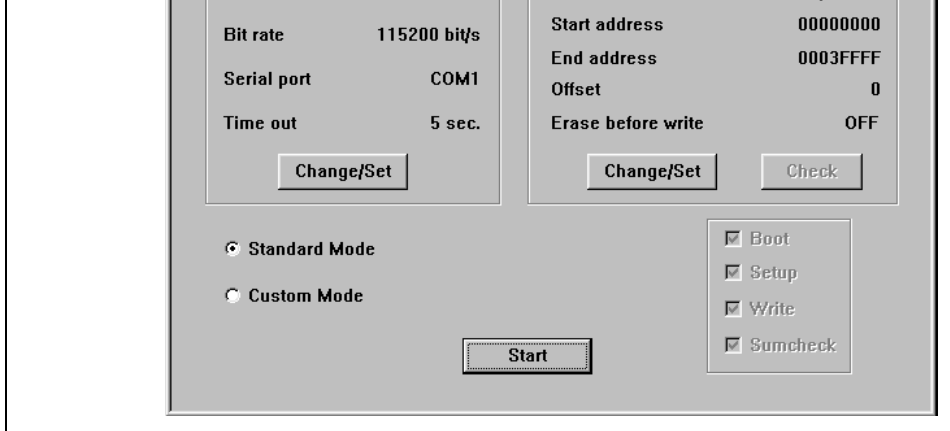 Bit rate 115200 bit/s
Serial port COM1
Time out 5 sec.
Change/Set
Start address 00000000
End address 0003FFFF
Offset 0
Erase before write OFF
Change/Set Check
Standard Mode
Custom Mode
Boot
Setup
Write
Sumcheck
Start